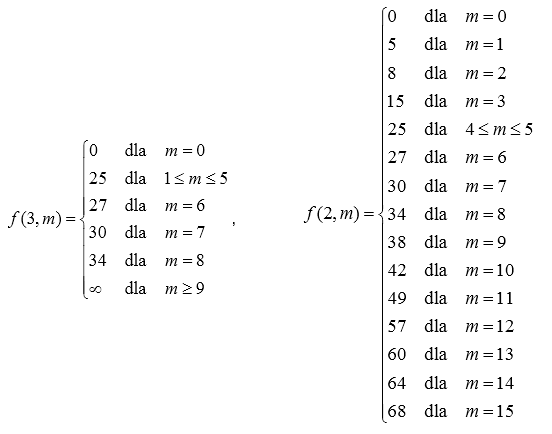 f(3,m) = { 0 dla m = 0
25 dla 1 ≤ m ≤ 5
27 dla m = 6
30 dla m = 7
34 dla m = 8
∞ dla m ≥ 9
,
f(2,m) = { 0 dla m = 0
5 dla m = 1
8 dla m = 2
15 dla m = 3
25 dla 4 ≤ m ≤ 5
27 dla m = 6
30 dla m = 7
34 dla m = 8
38 dla m = 9
42 dla m = 10
49 dla m = 11
57 dla m = 12
60 dla m = 13
64 dla m = 14
68 dla m = 15